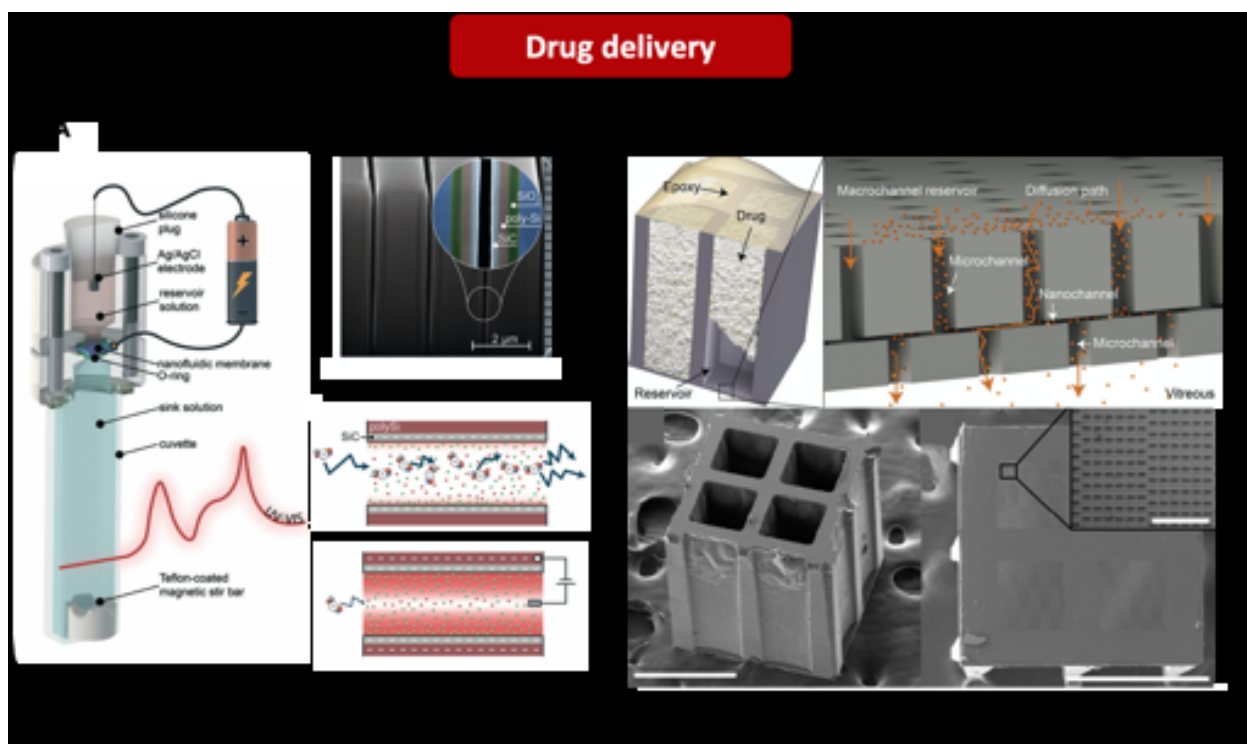 Drug delivery
A
silicone
plug
Ag/AgCl
electrode
reservoir
solution
nanofluidic membrane
O-ring
sink solution
cuvette
UV-VIS
Teflon-coated
magnetic stir bar
SiO₂
poly-Si
SiC
2 μm
polySi
SiC
Epoxy
Drug
Reservoir
Macrochannel reservoir
Diffusion path
Microchannel
Nanochannel
Microchannel
Vitreous